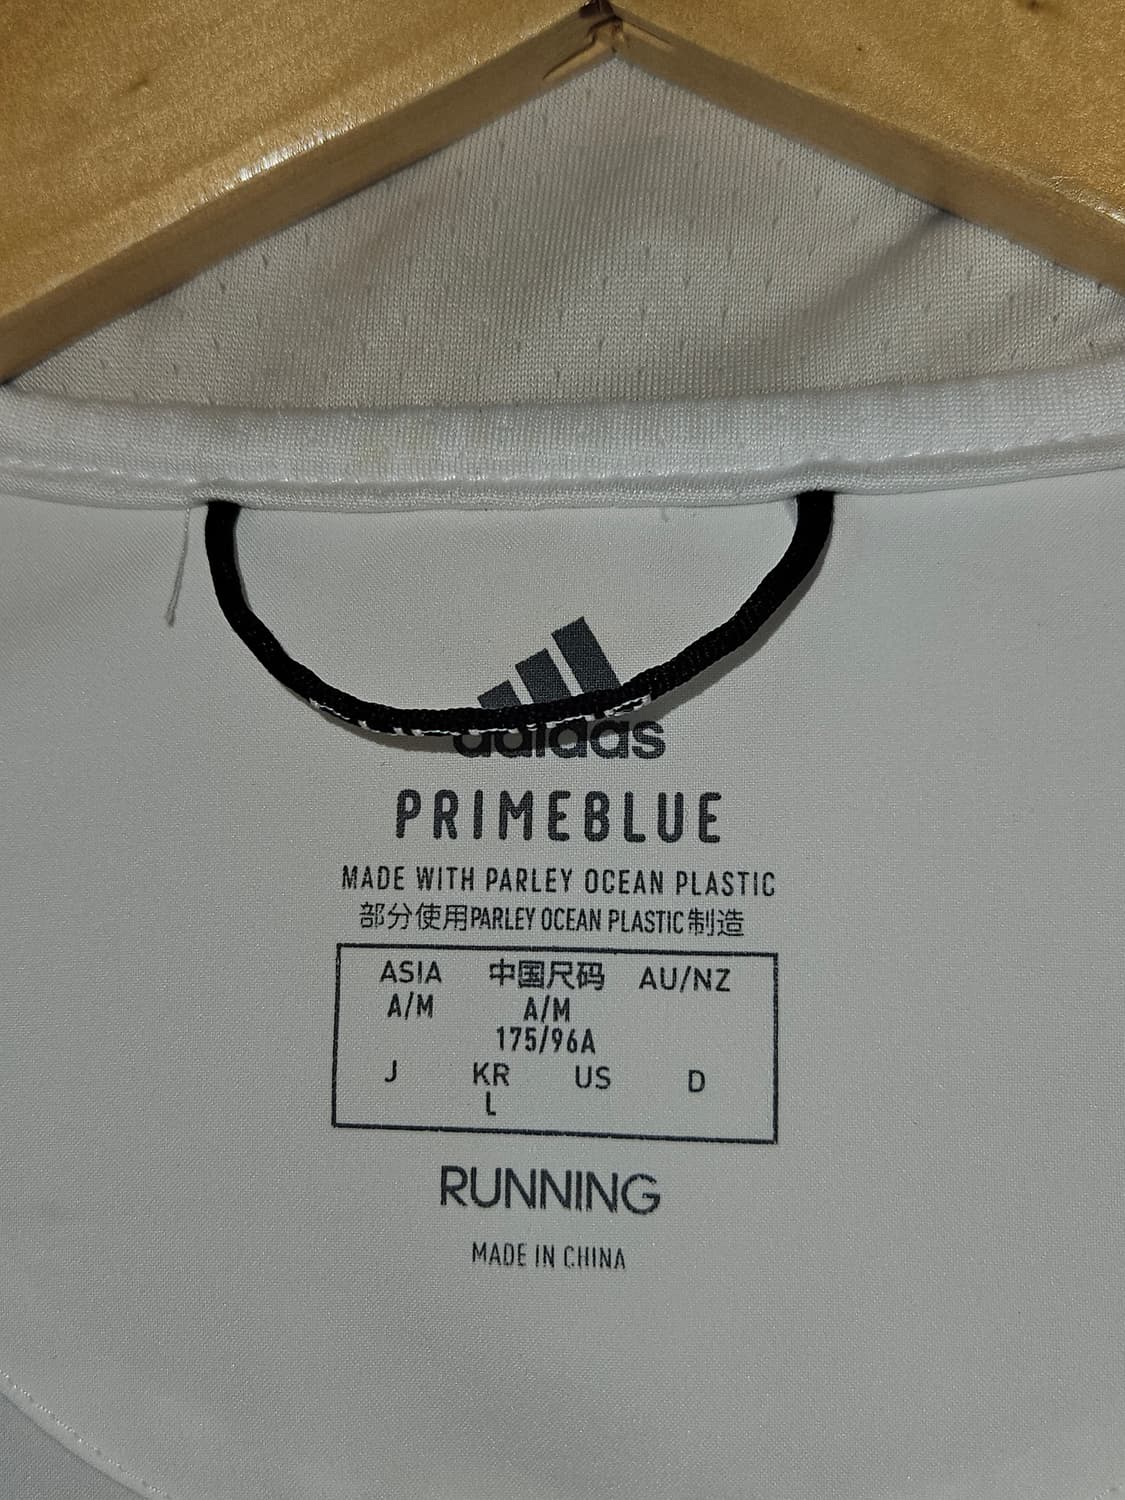 adidas
PRIMEBLUE
MADE WITH PARLEY OCEAN PLASTIC
部分使用PARLEY OCEAN PLASTIC制造
ASIA 中国尺码 AU/NZ
A/M A/M
175/96A
J KR US D
L
RUNNING
MADE IN CHINA